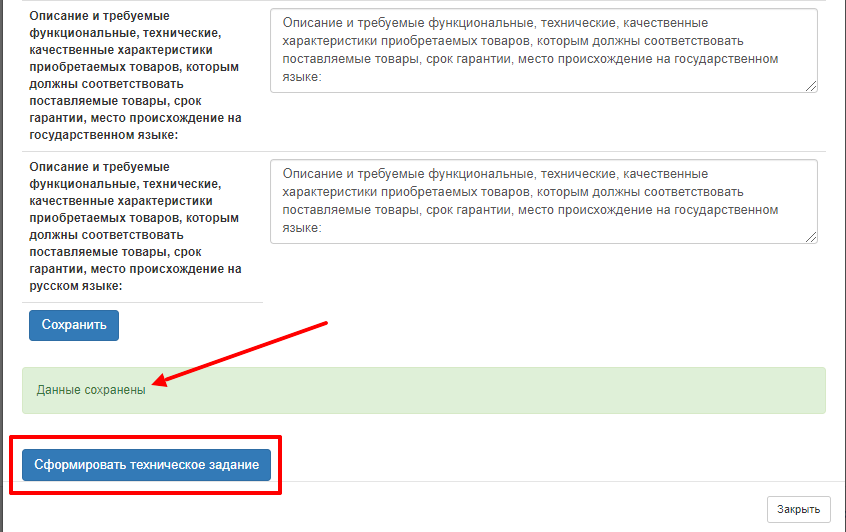 Описание и требуемые
функциональные, технические,
качественные характеристики
приобретаемых товаров, которым
должны соответствовать
поставляемые товары, срок
гарантии, место происхождение на
государственном языке:
Описание и требуемые функциональные, технические, качественные
характеристики приобретаемых товаров, которым должны соответствовать
поставляемые товары, срок гарантии, место происхождение на государственном
языке:
Описание и требуемые
функциональные, технические,
качественные характеристики
приобретаемых товаров, которым
должны соответствовать
поставляемые товары, срок
гарантии, место происхождение на
русском языке:
Описание и требуемые функциональные, технические, качественные
характеристики приобретаемых товаров, которым должны соответствовать
поставляемые товары, срок гарантии, место происхождение на государственном
языке:
Сохранить
Данные сохранены
Сформировать техническое задание
Закрыть